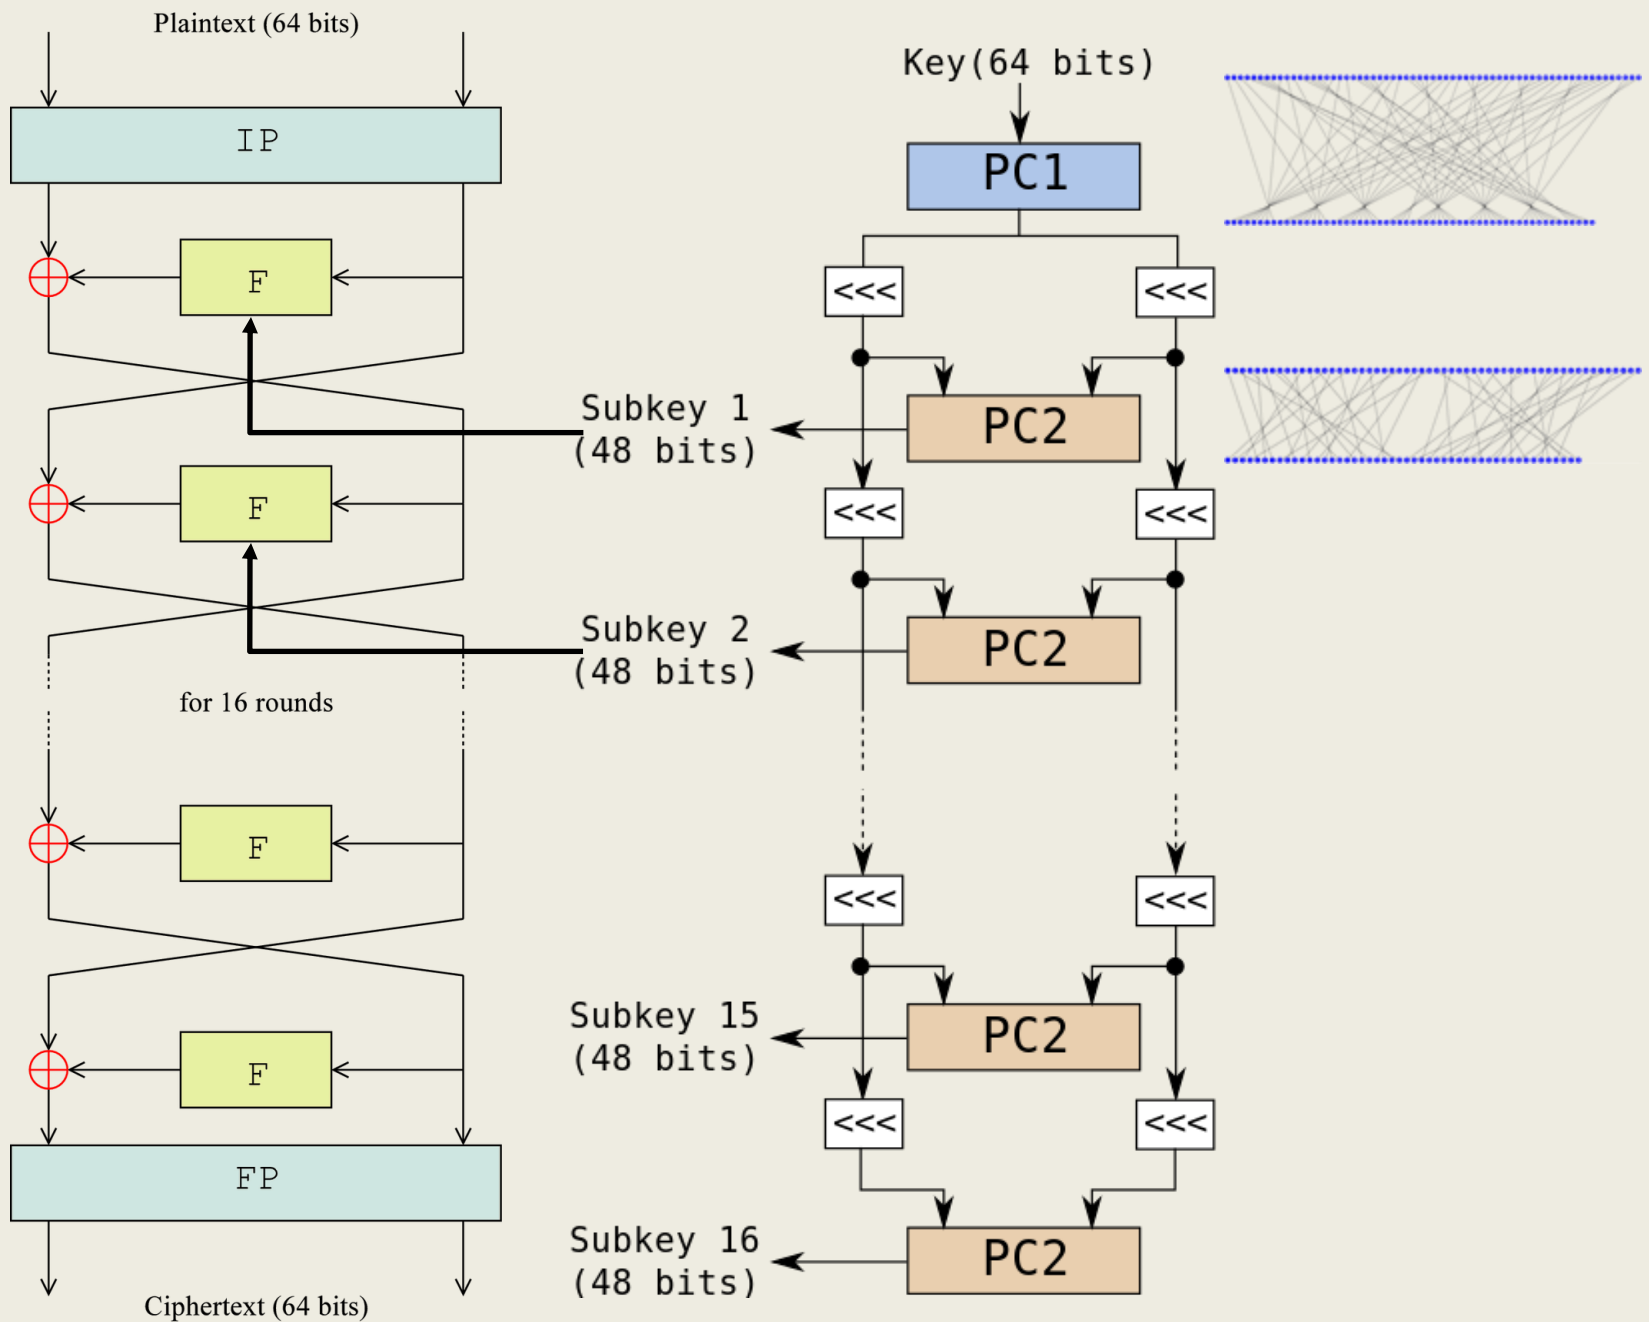 Plaintext (64 bits)
IP
F
F
for 16 rounds
F
F
FP
Ciphertext (64 bits)
Key(64 bits)
PC1
<<<
<<<
Subkey 1
(48 bits)
PC2
<<<
<<<
Subkey 2
(48 bits)
PC2
<<<
<<<
Subkey 15
(48 bits)
PC2
<<<
<<<
Subkey 16
(48 bits)
PC2